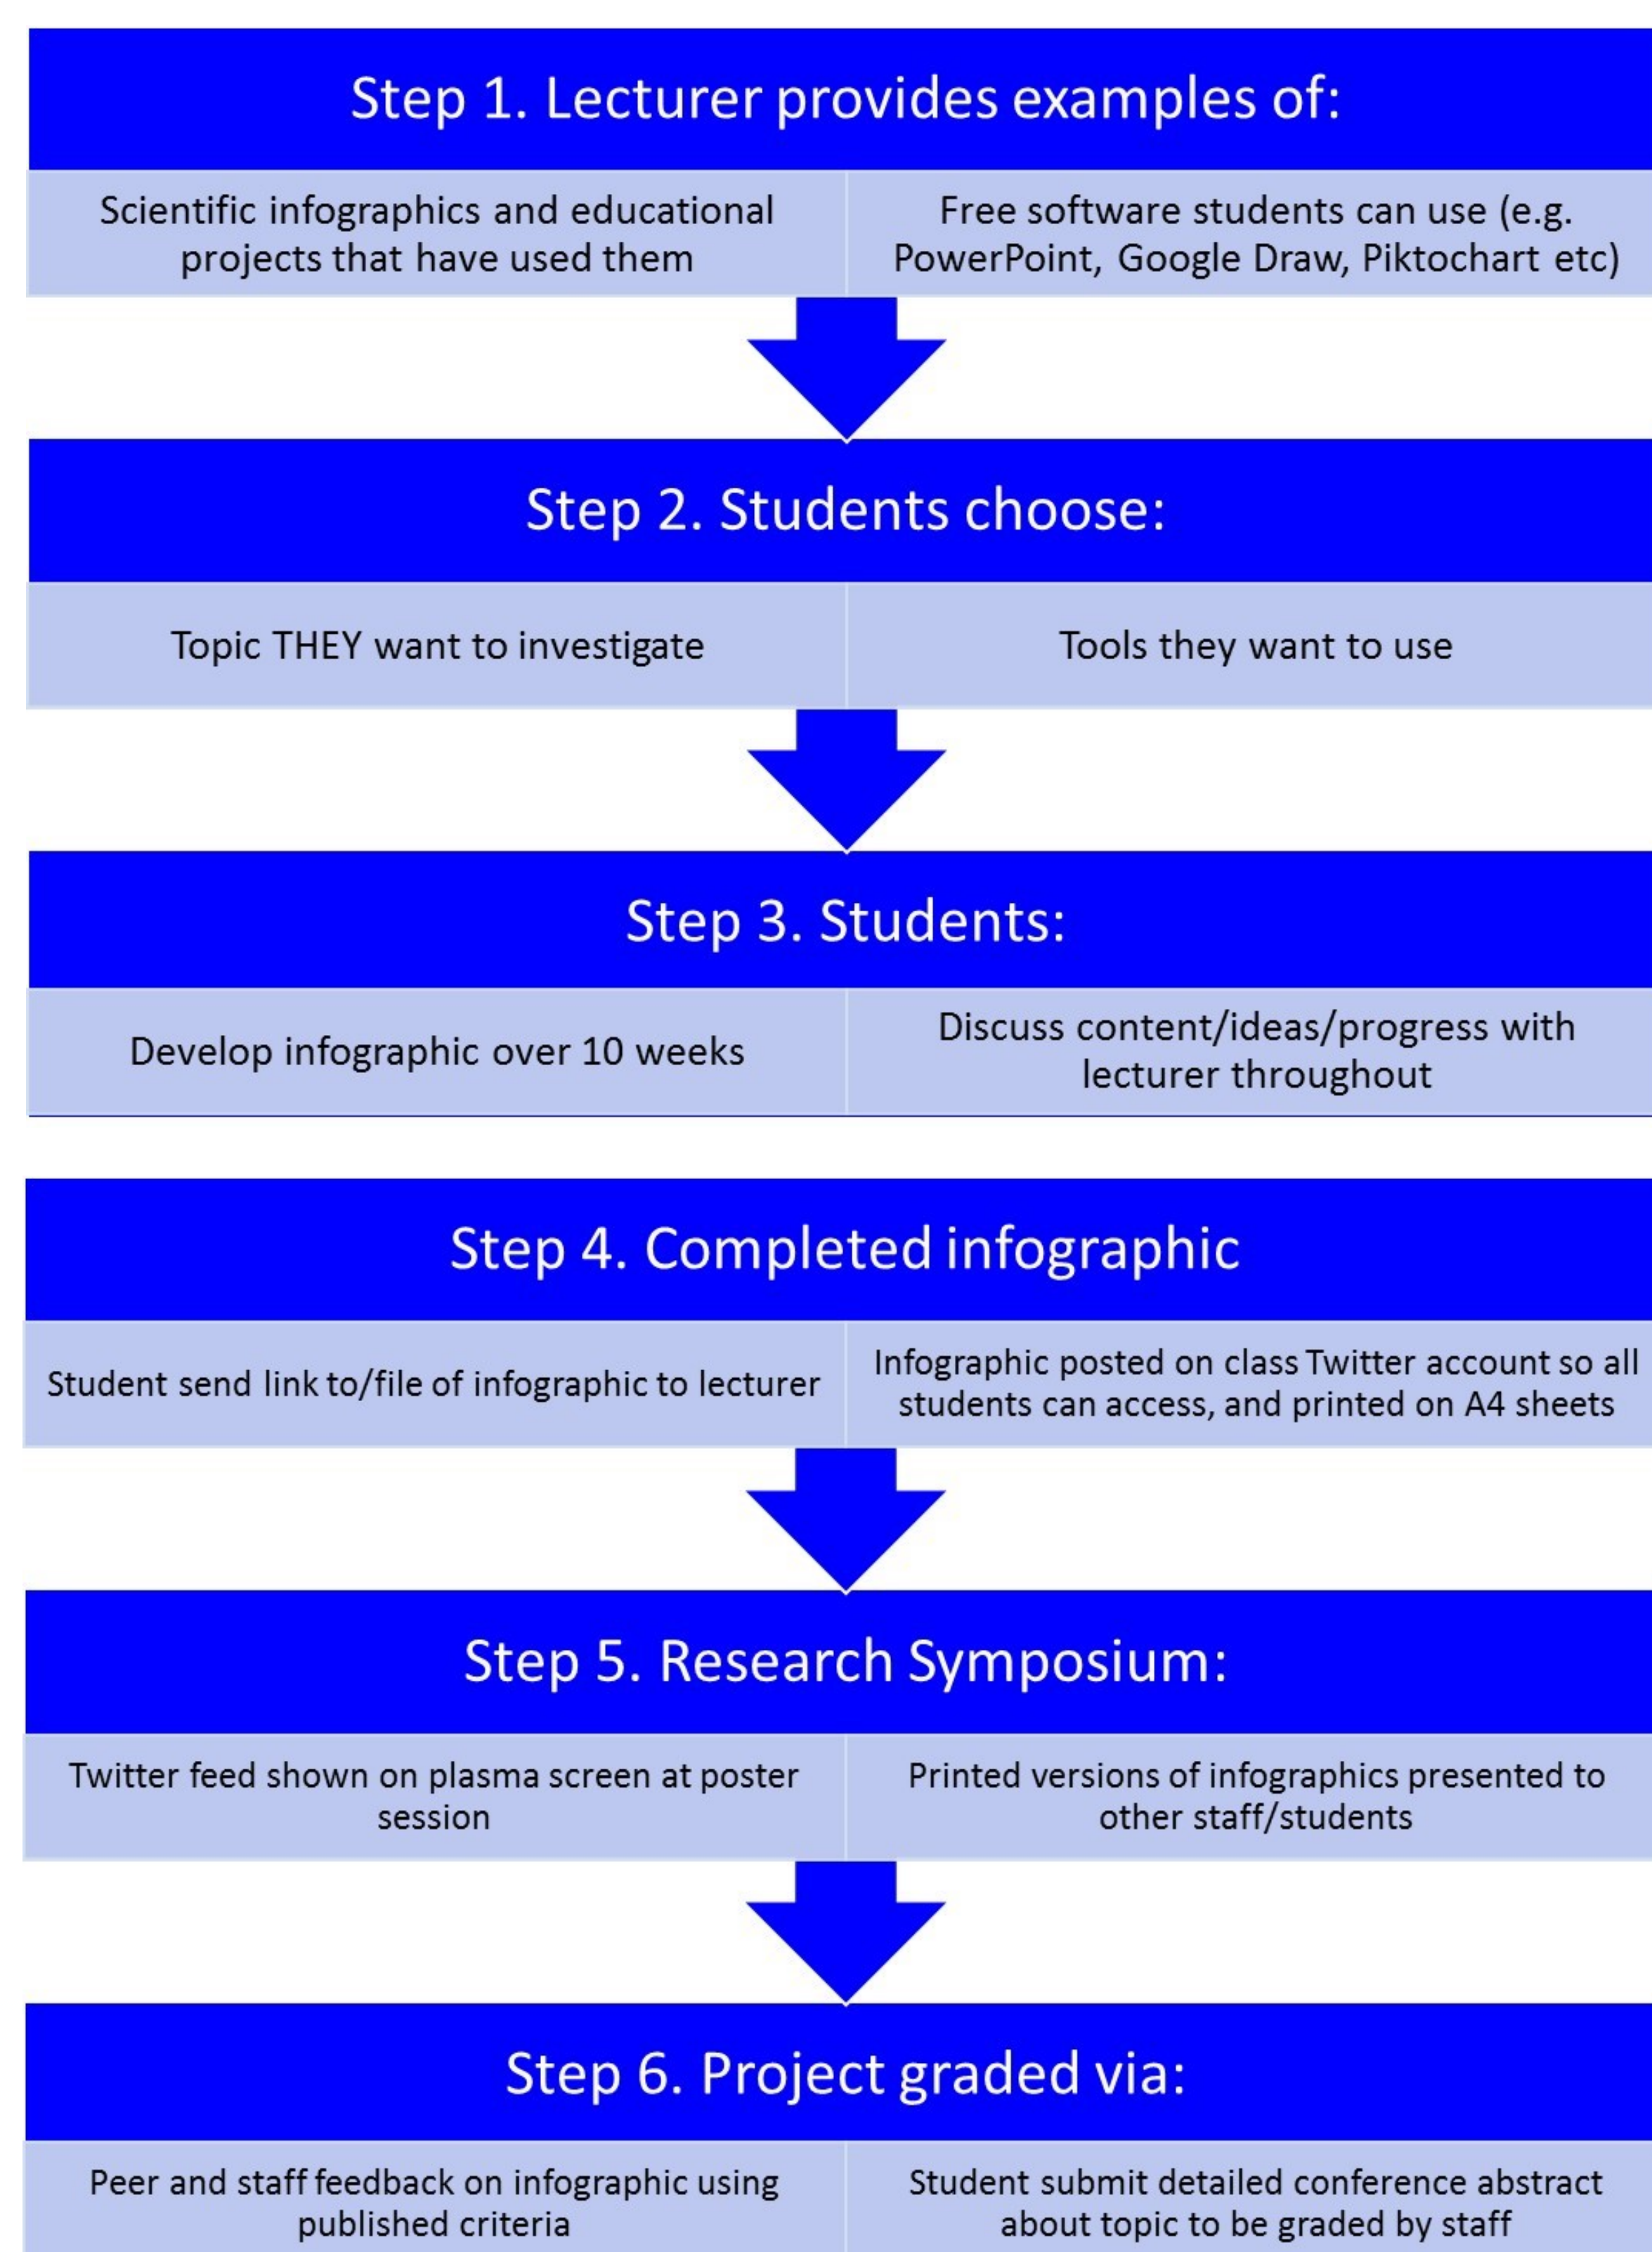 Step 1. Lecturer provides examples of:
Scientific infographics and educational
projects that have used them
Free software students can use (e.g.
PowerPoint, Google Draw, Piktochart etc)
Step 2. Students choose:
Topic THEY want to investigate
Tools they want to use
Step 3. Students:
Develop infographic over 10 weeks
Discuss content/ideas/progress with
lecturer throughout
Step 4. Completed infographic
Student send link to/file of infographic to lecturer
Infographic posted on class Twitter account so all
students can access, and printed on A4 sheets
Step 5. Research Symposium:
Twitter feed shown on plasma screen at poster
session
Printed versions of infographics presented to
other staff/students
Step 6. Project graded via:
Peer and staff feedback on infographic using
published criteria
Student submit detailed conference abstract
about topic to be graded by staff